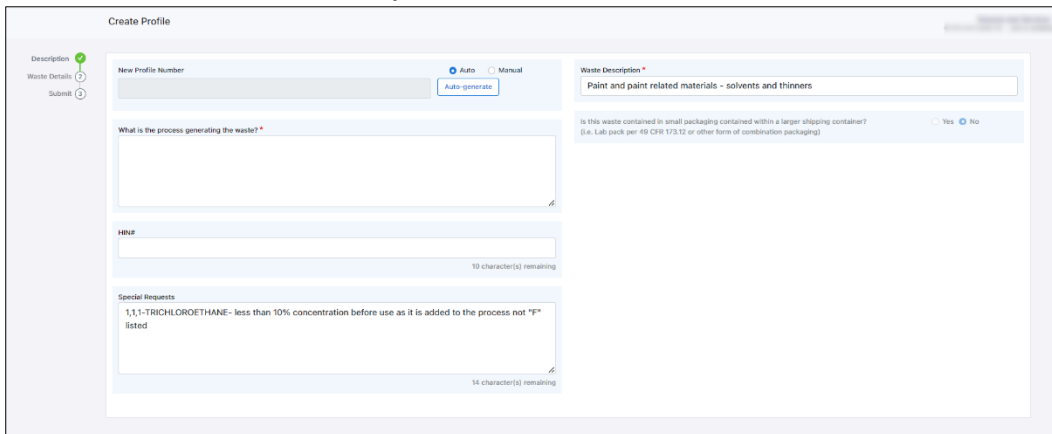 Create Profile
Description
Waste Details 2
Submit 3
New Profile Number
Auto Manual
Auto-generate
What is the process generating the waste? *
HIN#
10 character(s) remaining
Special Requests
1,1,1-TRICHLOROETHANE- less than 10% concentration before use as it is added to the process not "F"
listed
14 character(s) remaining
Waste Description *
Paint and paint related materials - solvents and thinners
Is this waste contained in small packaging contained within a larger shipping container?
(i.e. Lab pack per 49 CFR 173.12 or other form of combination packaging)
Yes No